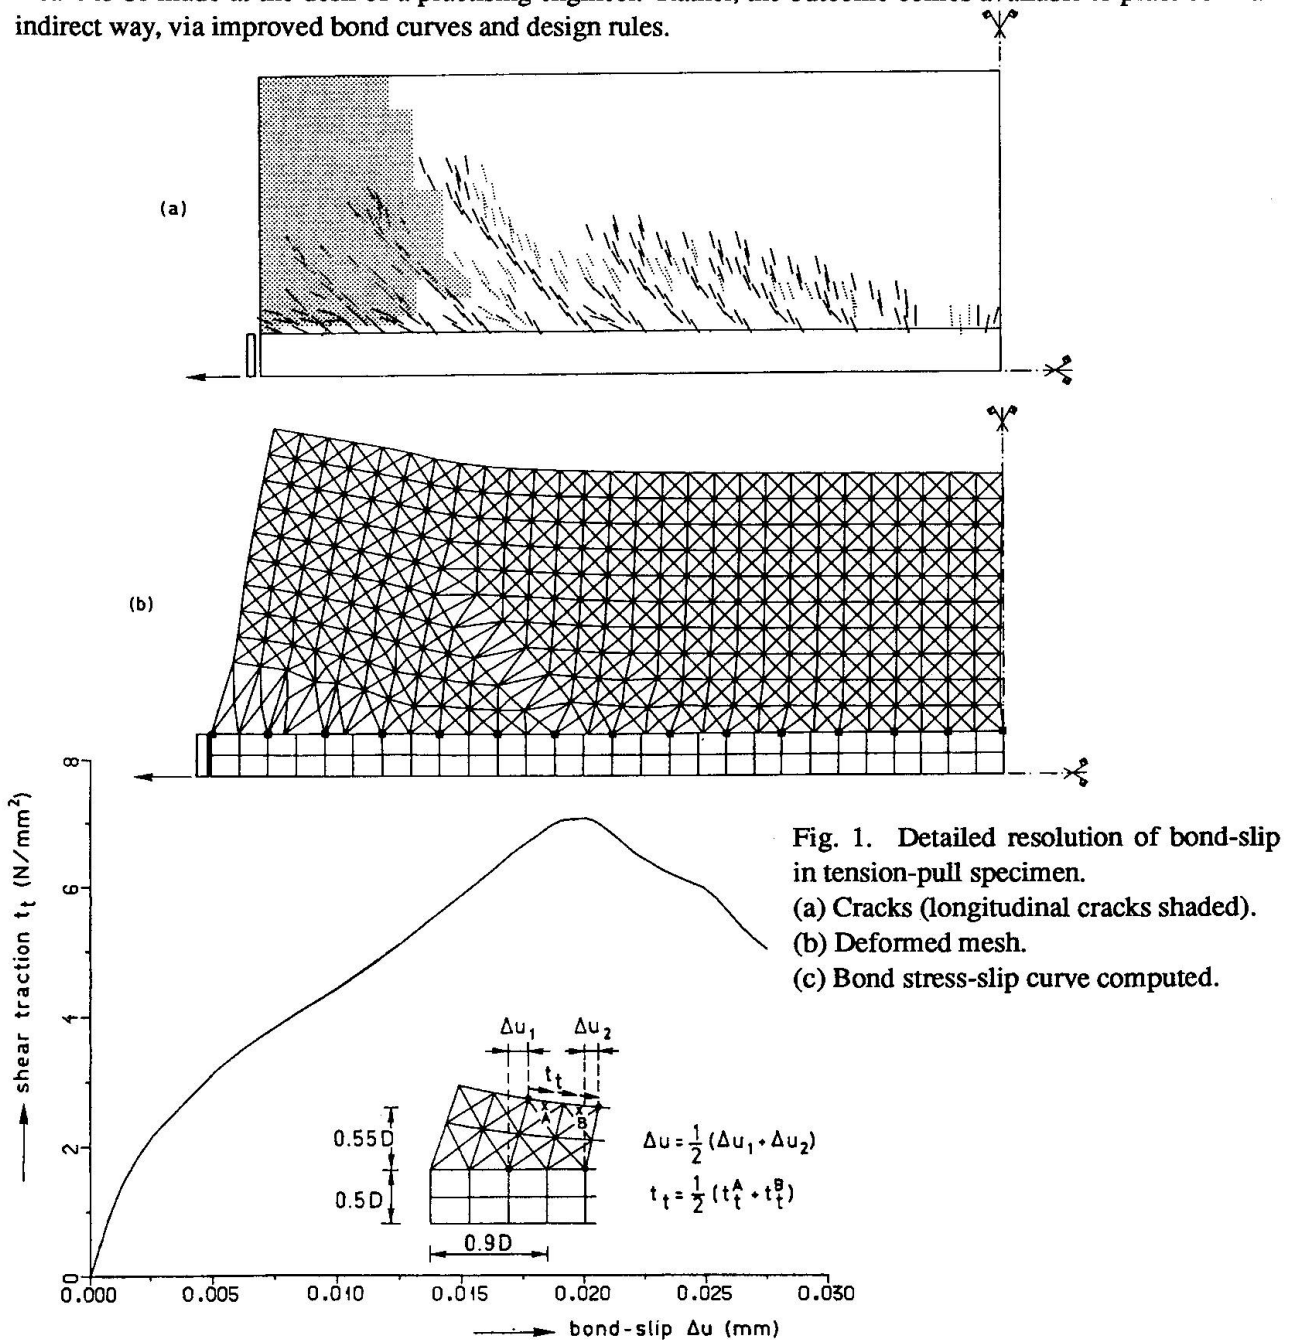 indirect way, via improved bond curves and design rules.
(a)
(b)
Fig. 1. Detailed resolution of bond-slip
in tension-pull specimen.
(a) Cracks (longitudinal cracks shaded).
(b) Deformed mesh.
(c) Bond stress-slip curve computed.
shear traction t_t (N/mm²)
8
6
4
2
0
Δu₁ Δu₂
t_t
A B
0.55D
0.5D
0.9D
Δu = 1/2 (Δu₁ + Δu₂)
t_t = 1/2 (t_t^A + t_t^B)
0.000 0.005 0.010 0.015 0.020 0.025 0.030
bond-slip Δu (mm)